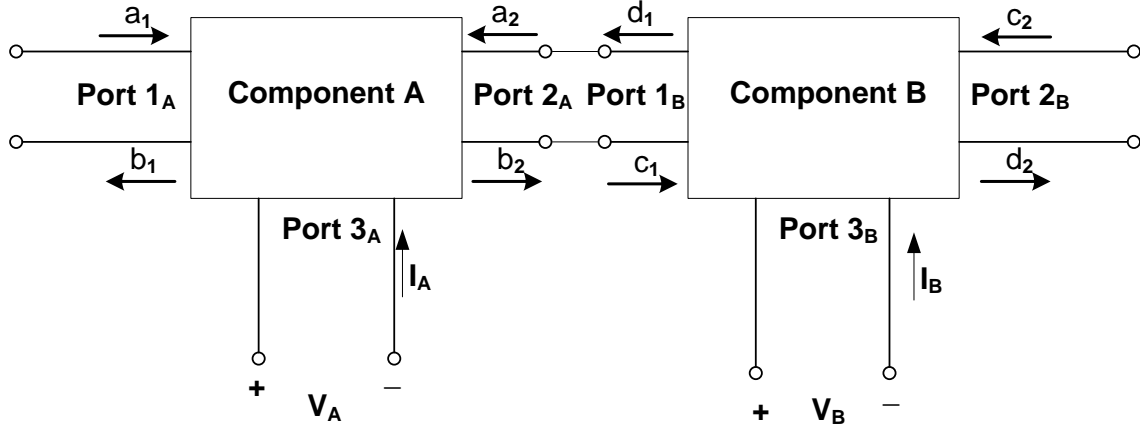 a₁ a₂ d₁ c₂
Port 1A Component A Port 2A Port 1B Component B Port 2B
b₁ b₂ c₁ d₂
Port 3A Port 3B
IA IB
+ − + −
VA VB